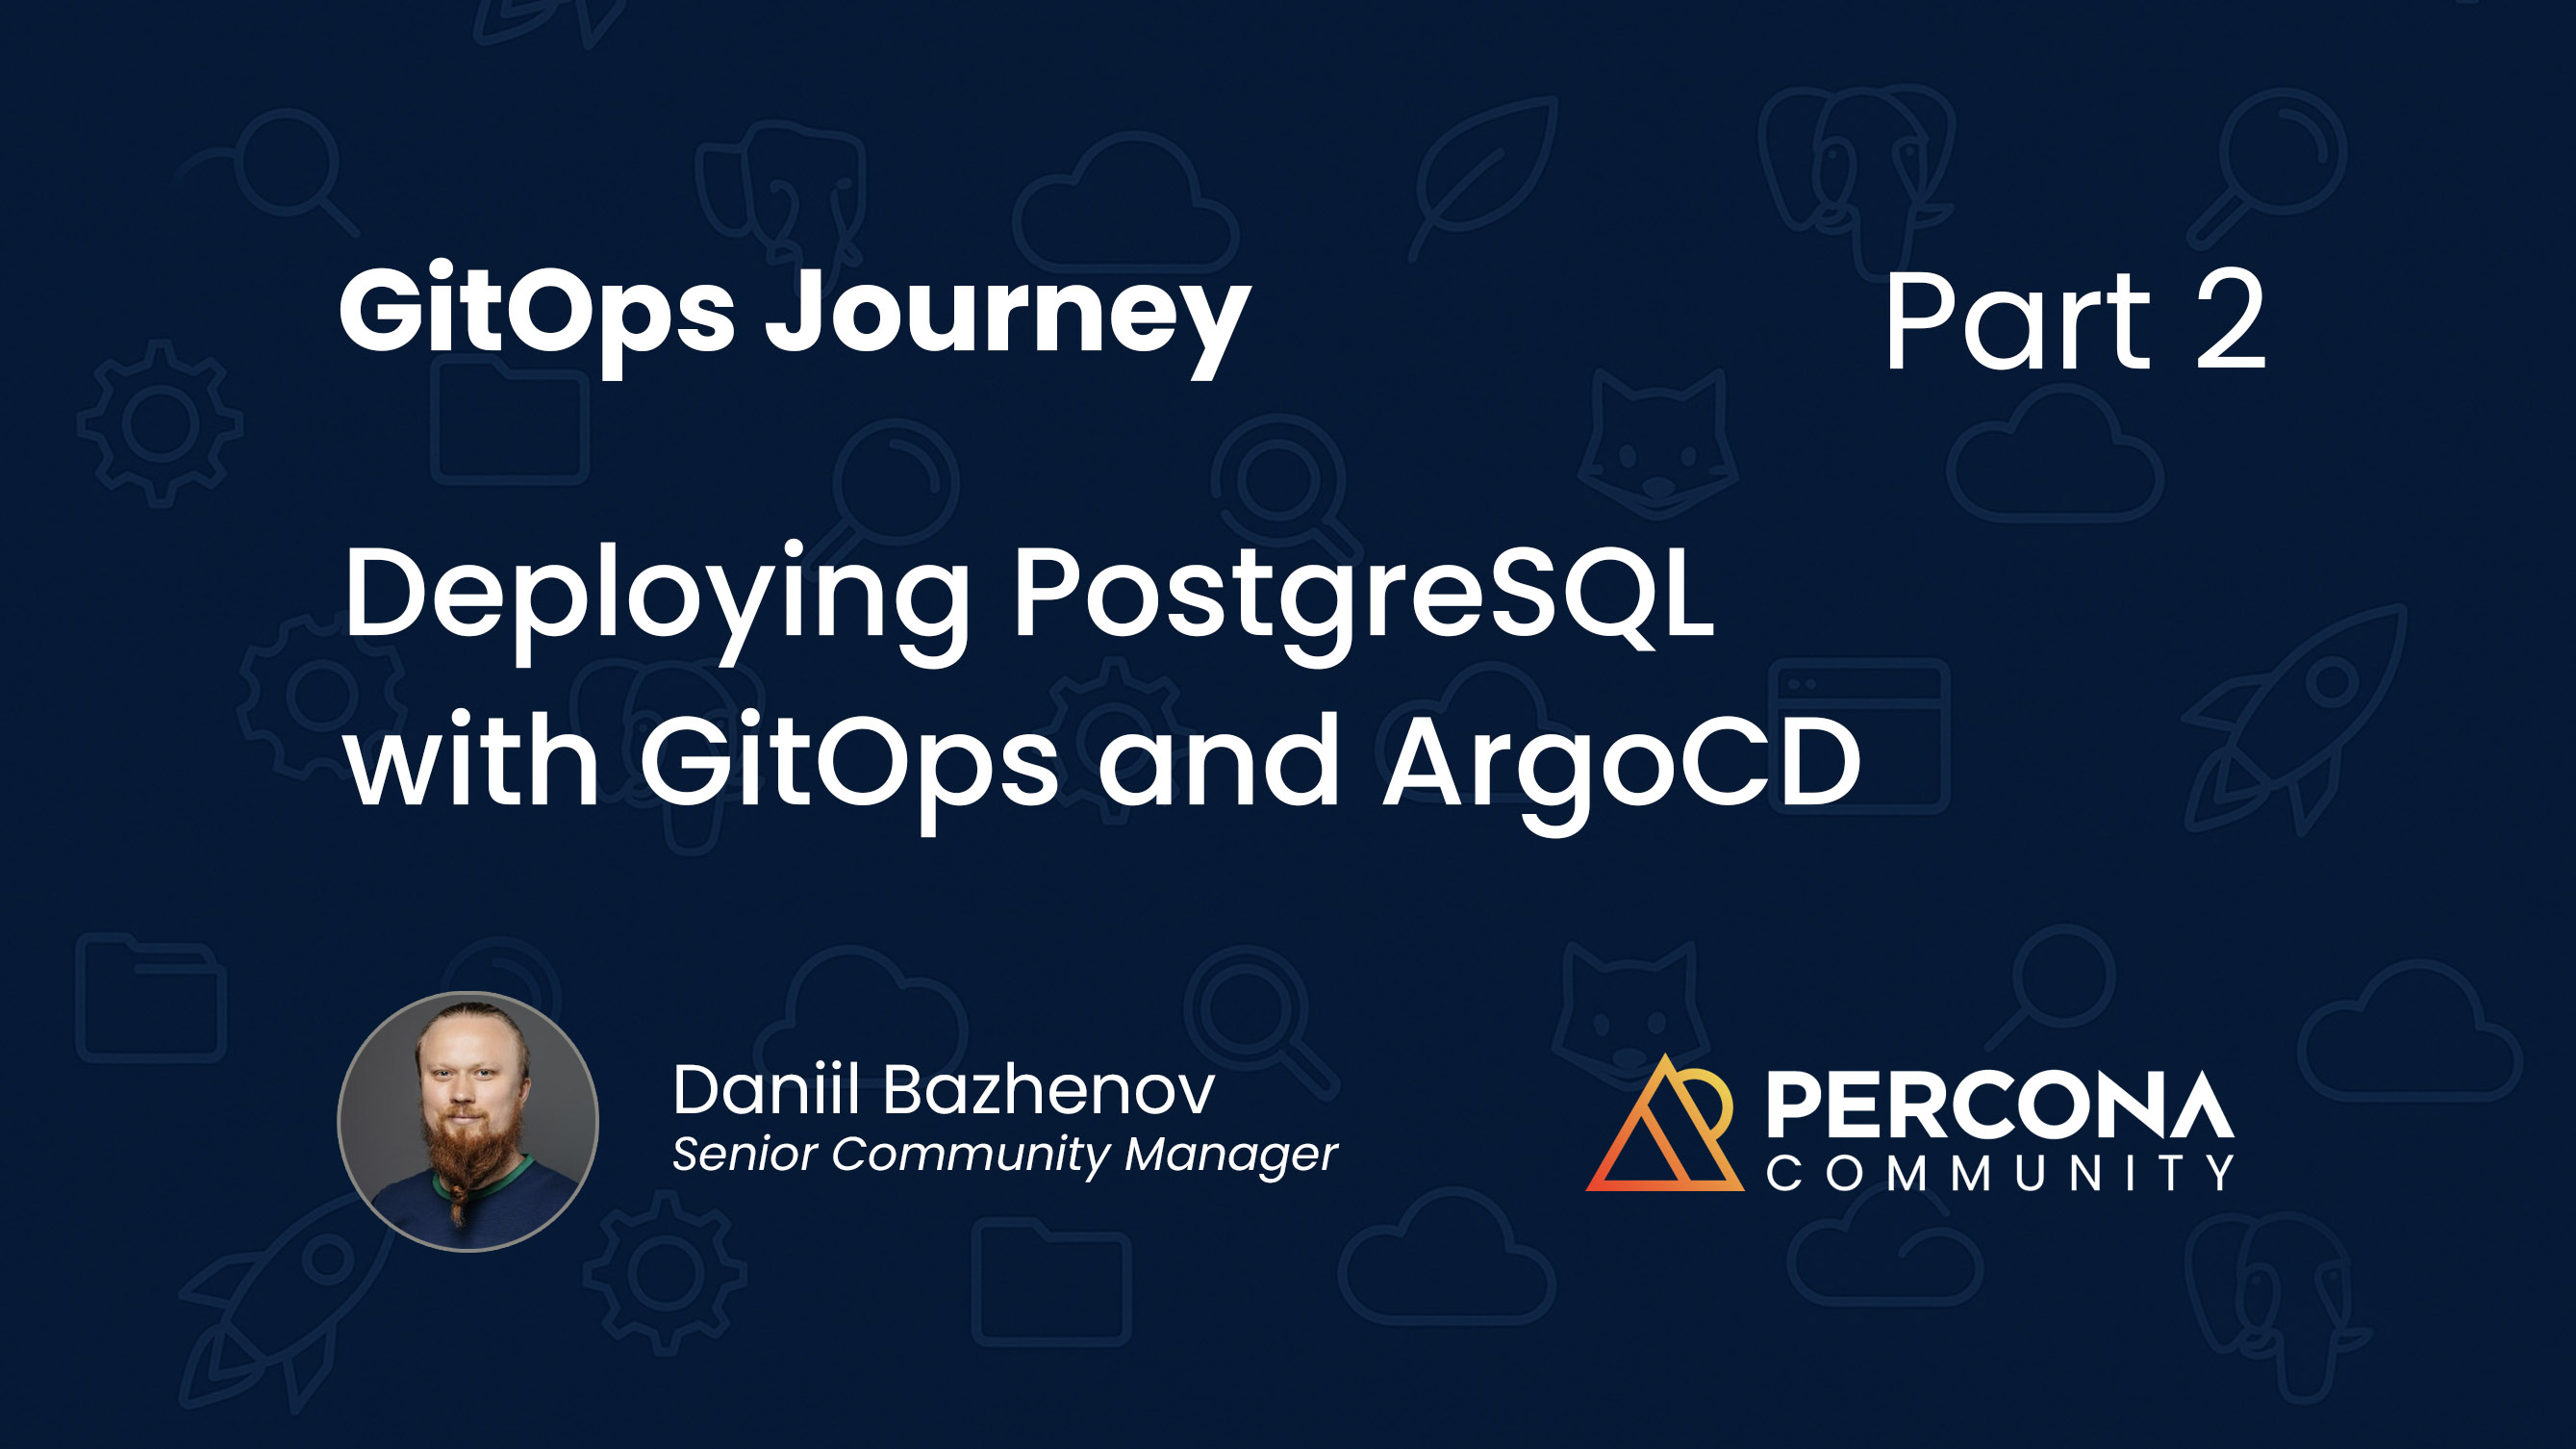 GitOps Journey
Part 2
Deploying PostgreSQL
with GitOps and ArgoCD
Daniil Bazhenov
Senior Community Manager
PERCONA
COMMUNITY